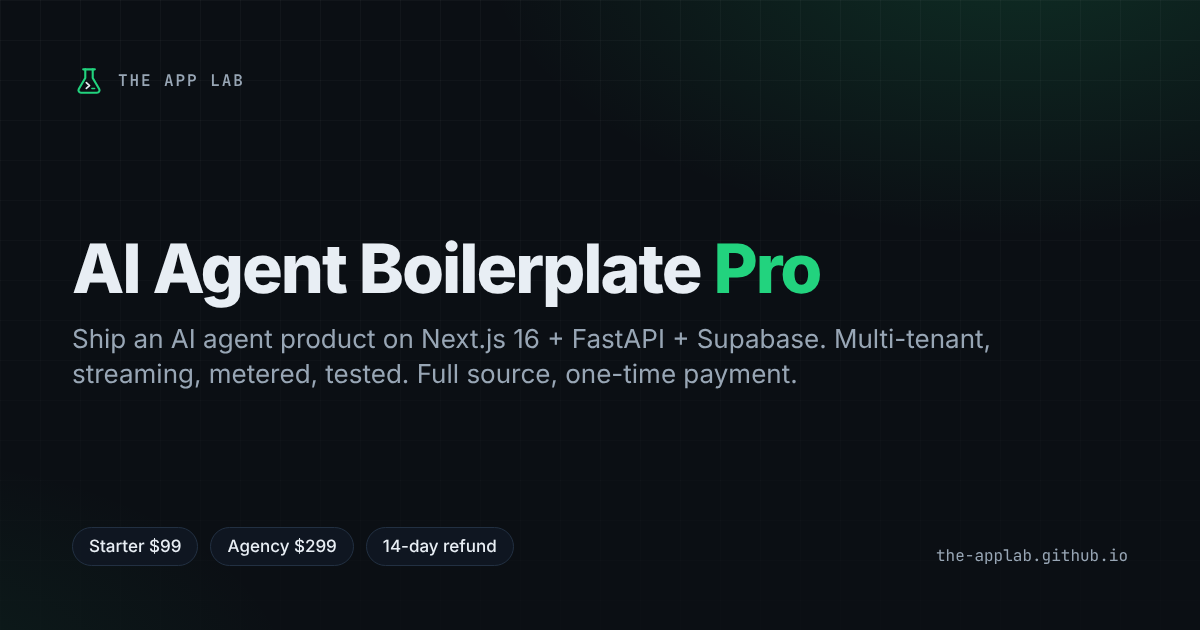 THE APP LAB
AI Agent Boilerplate Pro
Ship an AI agent product on Next.js 16 + FastAPI + Supabase. Multi-tenant,
streaming, metered, tested. Full source, one-time payment.
Starter $99
Agency $299
14-day refund
the-applab.github.io